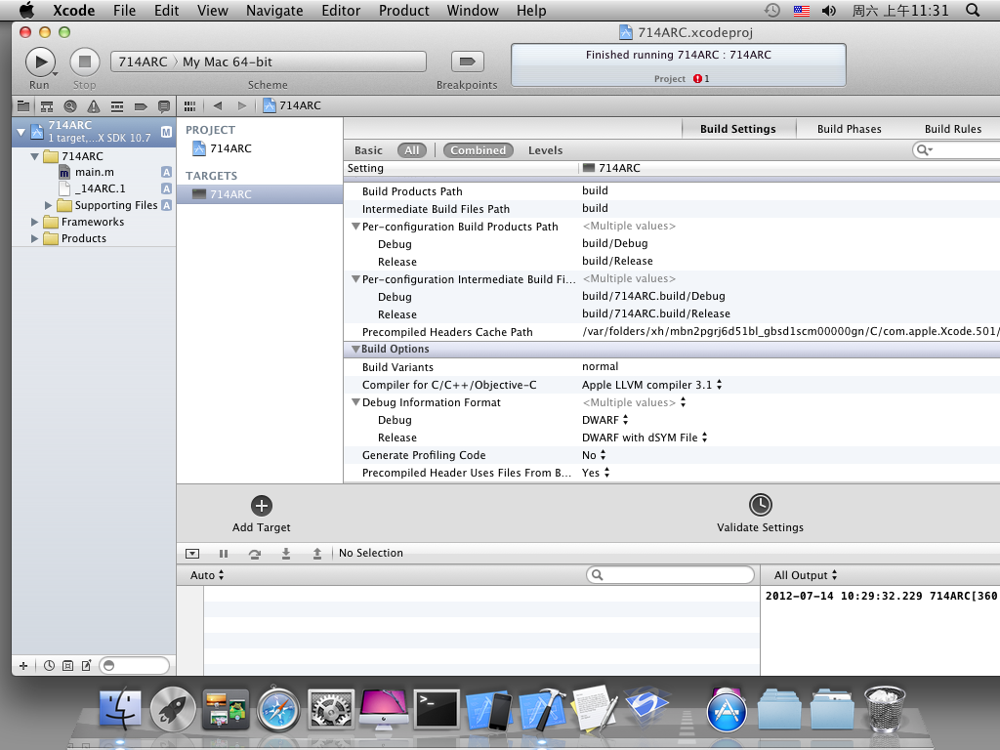 Xcode File Edit View Navigate Editor Product Window Help 周六 上午11:31
714ARC.xcodeproj
714ARC 〉 My Mac 64-bit
Finished running 714ARC : 714ARC
Project 1
Run Stop Scheme Breakpoints
714ARC
714ARC
1 target,...X SDK 10.7
M
714ARC
main.m A
_14ARC.1 A
Supporting Files A
Frameworks
Products
PROJECT
714ARC
TARGETS
714ARC
Build Settings Build Phases Build Rules
Basic All Combined Levels
Setting 714ARC
Build Products Path build
Intermediate Build Files Path build
Per-configuration Build Products Path <Multiple values>
Debug build/Debug
Release build/Release
Per-configuration Intermediate Build Fi... <Multiple values>
Debug build/714ARC.build/Debug
Release build/714ARC.build/Release
Precompiled Headers Cache Path /var/folders/xh/mbn2pgrj6d51bl_gbsd1scm00000gn/C/com.apple.Xcode.501/
Build Options
Build Variants normal
Compiler for C/C++/Objective-C Apple LLVM compiler 3.1
Debug Information Format <Multiple values>
Debug DWARF
Release DWARF with dSYM File
Generate Profiling Code No
Precompiled Header Uses Files From B... Yes
Add Target Validate Settings
No Selection
Auto All Output
2012-07-14 10:29:32.229 714ARC[360